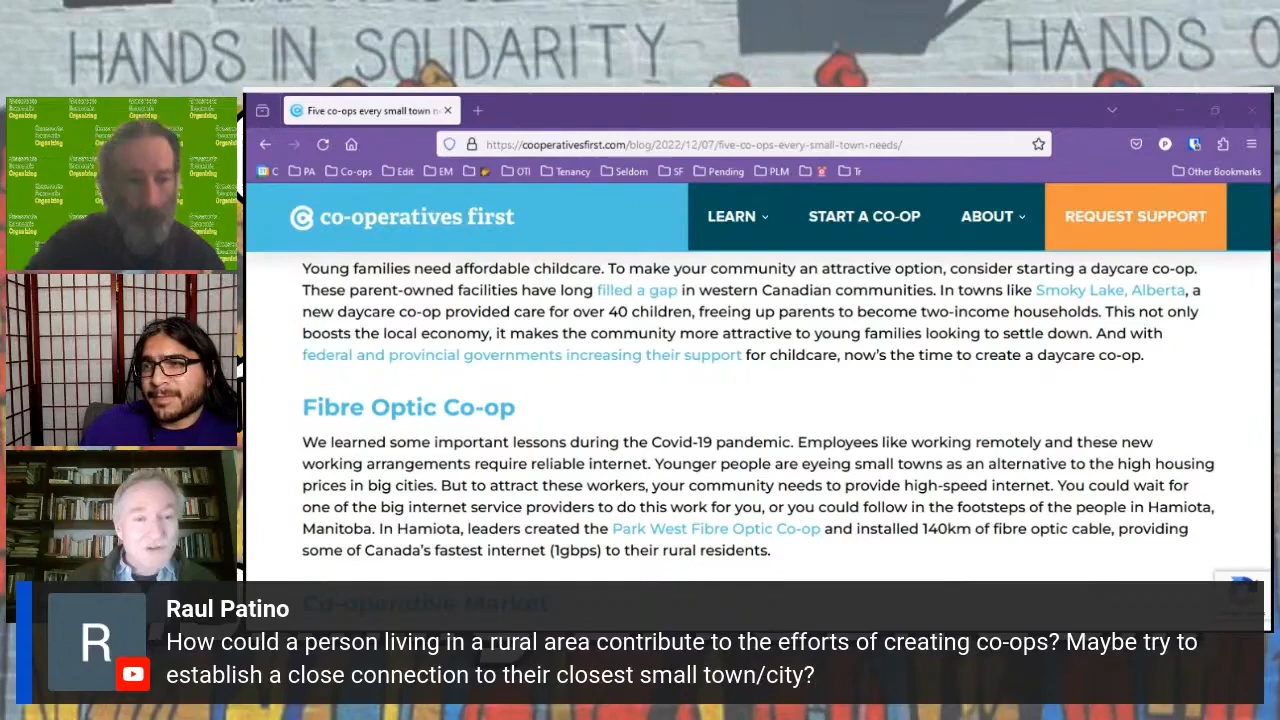 HANDS IN SOLIDARITY
HANDS O
Five co-ops every small town n
https://cooperativesfirst.com/blog/2022/12/07/five-co-ops-every-small-town-needs/
C PA Co-ops Edit EM OTI Tenancy Seldom SF Pending PLM Tr Other Bookmarks
co-operatives first
LEARN START A CO-OP ABOUT REQUEST SUPPORT
Young families need affordable childcare. To make your community an attractive option, consider starting a daycare co-op.
These parent-owned facilities have long filled a gap in western Canadian communities. In towns like Smoky Lake, Alberta, a
new daycare co-op provided care for over 40 children, freeing up parents to become two-income households. This not only
boosts the local economy, it makes the community more attractive to young families looking to settle down. And with
federal and provincial governments increasing their support for childcare, now's the time to create a daycare co-op.
Fibre Optic Co-op
We learned some important lessons during the Covid-19 pandemic. Employees like working remotely and these new
working arrangements require reliable internet. Younger people are eyeing small towns as an alternative to the high housing
prices in big cities. But to attract these workers, your community needs to provide high-speed internet. You could wait for
one of the big internet service providers to do this work for you, or you could follow in the footsteps of the people in Hamiota,
Manitoba. In Hamiota, leaders created the Park West Fibre Optic Co-op and installed 140km of fibre optic cable, providing
some of Canada's fastest internet (1gbps) to their rural residents.
Co-operative Market
R
Raul Patino
How could a person living in a rural area contribute to the efforts of creating co-ops? Maybe try to
establish a close connection to their closest small town/city?